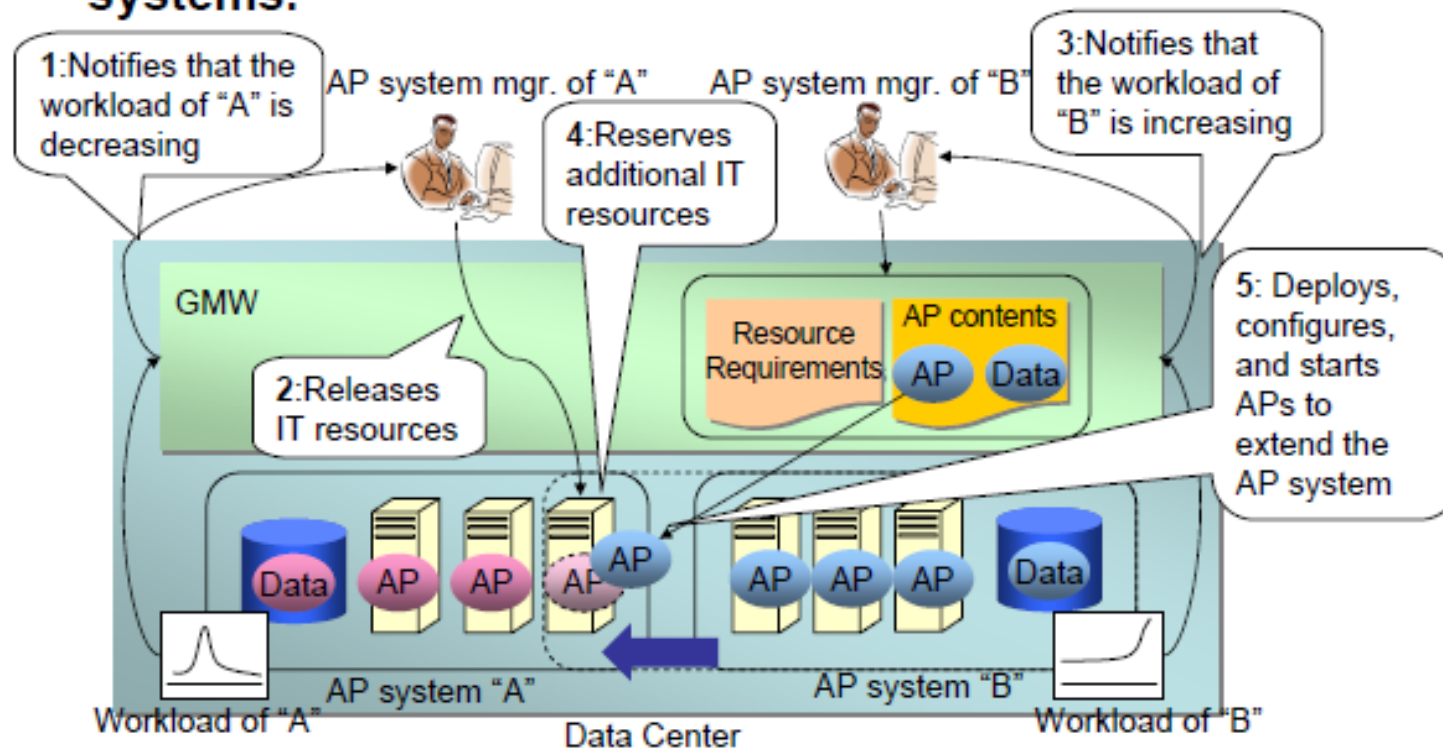 systems.
1:Notifies that the
workload of “A” is
decreasing
AP system mgr. of “A”
AP system mgr. of “B”
3:Notifies that
the workload of
“B” is increasing
4:Reserves
additional IT
resources
GMW
2:Releases
IT resources
Resource
Requirements
AP contents
AP
Data
5: Deploys,
configures,
and starts
APs to
extend the
AP system
Data
AP
AP
AP
AP
AP
AP
AP
Data
AP system “A”
AP system “B”
Workload of “A”
Data Center
Workload of “B”